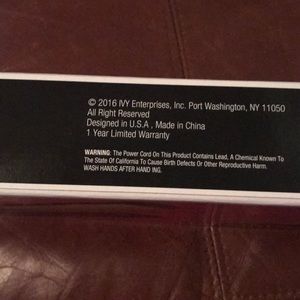 © 2016 IVY Enterprises, Inc. Port Washington, NY 11050
All Right Reserved
Designed in U.S.A , Made in China
1 Year Limited Warranty
WARNING: The Power Cord On This Product Contains Lead, A Chemical Known To
The State Of California To Cause Birth Defects Or Other Reproductive Harm.
WASH HANDS AFTER HAND ING.